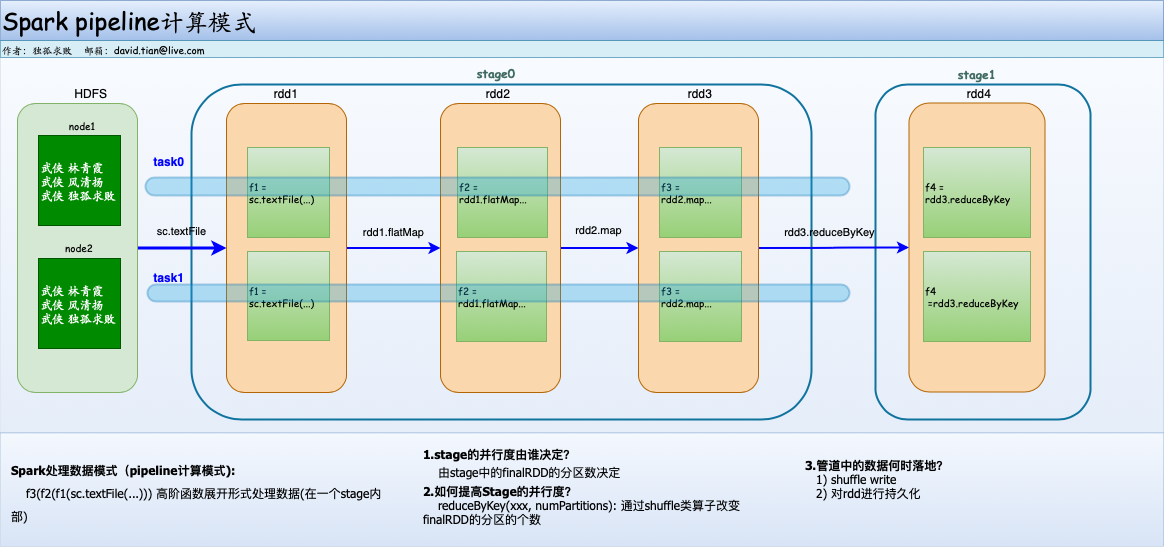 Spark pipeline计算模式
作者：独孤求败 邮箱：david.tian@live.com
stage0
stage1
HDFS
rdd1
rdd2
rdd3
rdd4
node1
武侠 林青霞
武侠 风清扬
武侠 独孤求败
task0
f1 =
sc.textFile(...)
f2 =
rdd1.flatMap...
f3 =
rdd2.map...
f4 =
rdd3.reduceByKey
sc.textFile
rdd1.flatMap
rdd2.map
rdd3.reduceByKey
node2
武侠 林青霞
武侠 风清扬
武侠 独孤求败
task1
f1 =
sc.textFile(...)
f2 =
rdd1.flatMap...
f3 =
rdd2.map...
f4
=rdd3.reduceByKey
Spark处理数据模式（pipeline计算模式):
f3(f2(f1(sc.textFile(...))) 高阶函数展开形式处理数据(在一个stage内
部)
1.stage的并行度由谁决定？
由stage中的finalRDD的分区数决定
2.如何提高Stage的并行度？
reduceByKey(xxx, numPartitions): 通过shuffle类算子改变
finalRDD的分区的个数
3.管道中的数据何时落地？
1) shuffle write
2) 对rdd进行持久化